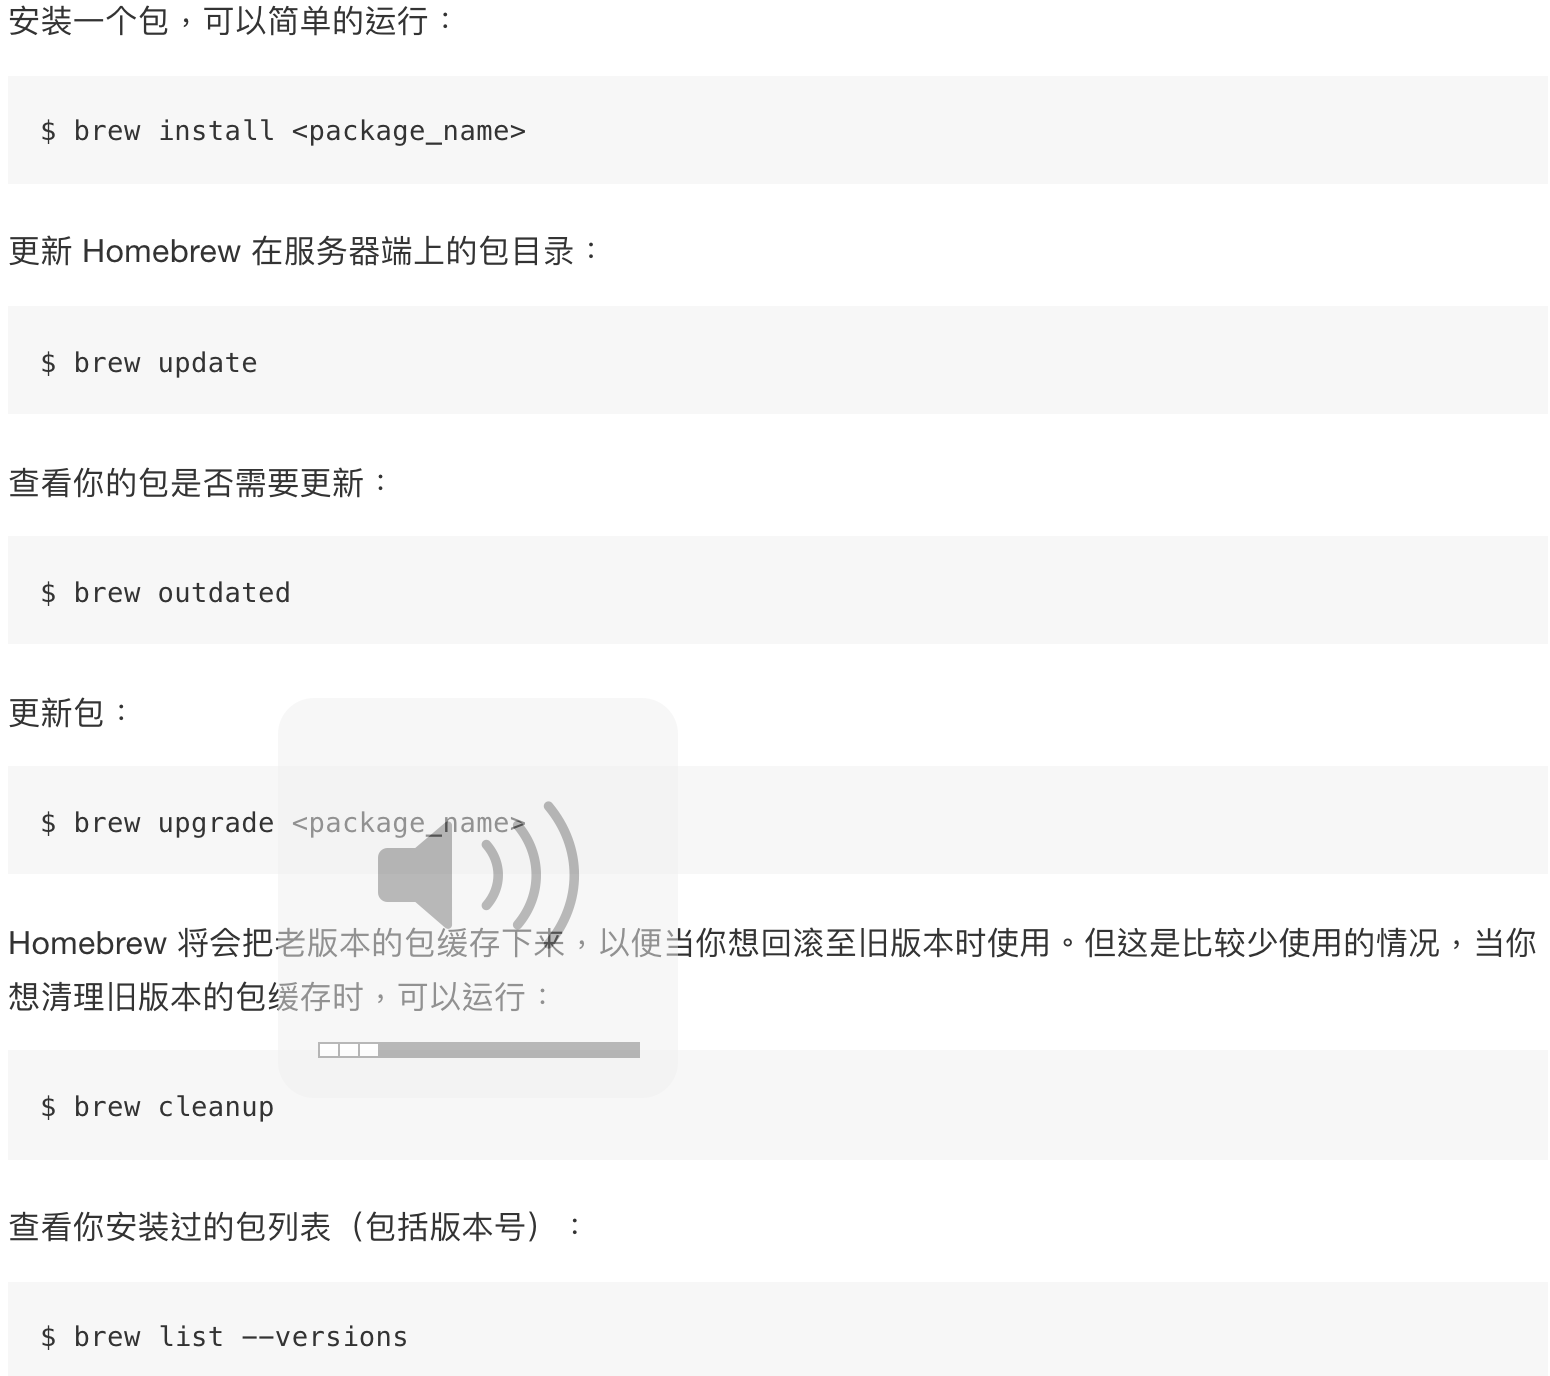 安装一个包，可以简单的运行：
$ brew install <package_name>
更新 Homebrew 在服务器端上的包目录：
$ brew update
查看你的包是否需要更新：
$ brew outdated
更新包：
$ brew upgrade <package_name>
Homebrew 将会把老版本的包缓存下来，以便当你想回滚至旧版本时使用。但这是比较少使用的情况，当你
想清理旧版本的包缓存时，可以运行：
$ brew cleanup
查看你安装过的包列表（包括版本号）：
$ brew list --versions